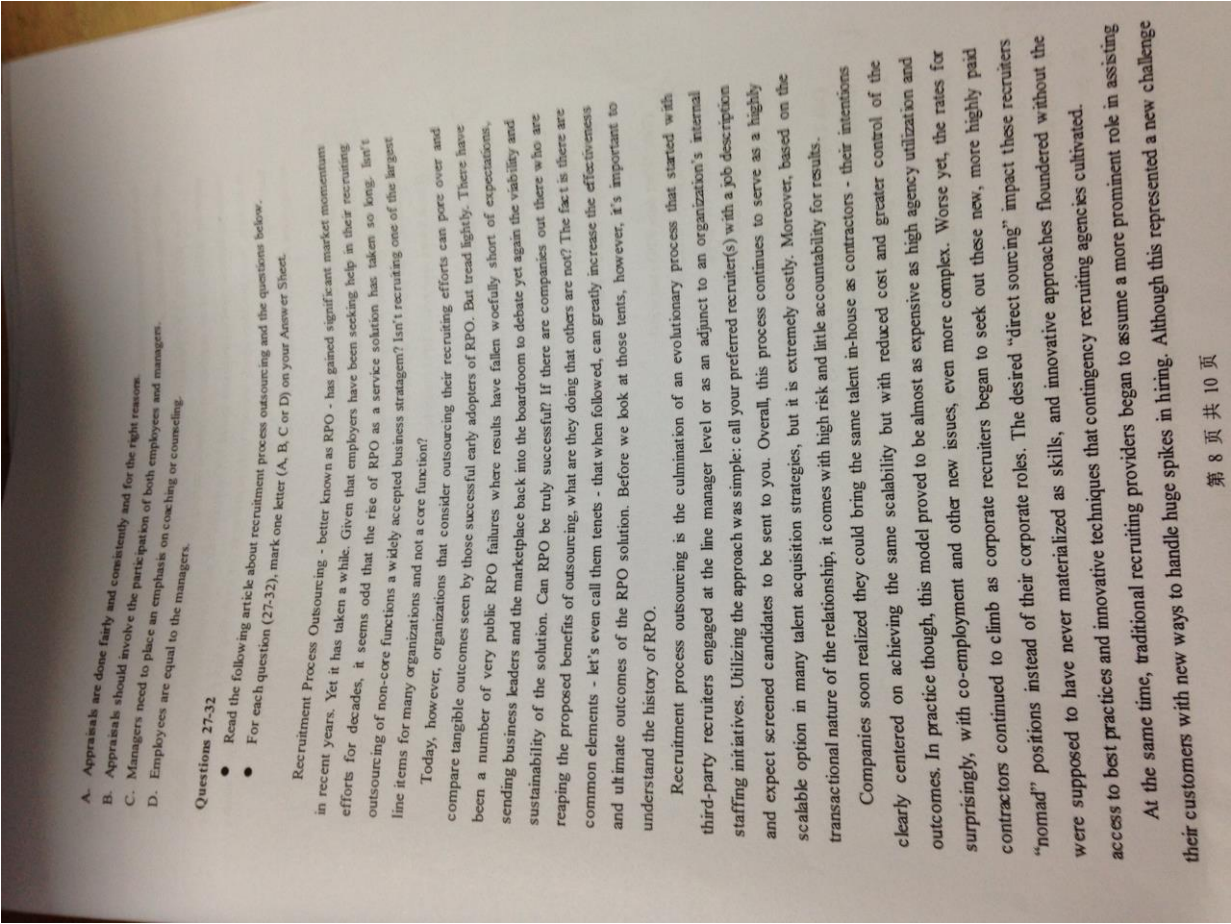 A. Appraisals are done fairly and consistently and for the right reasons.
B. Appraisals should involve the participation of both employees and managers.
C. Managers need to place an emphasis on coaching or counseling.
D. Employees are equal to the managers.
Questions 27-32
● Read the following article about recruitment process outsourcing and the questions below.
● For each question (27-32), mark one letter (A, B, C or D) on your Answer Sheet.
Recruitment Process Outsourcing - better known as RPO - has gained significant market momentum
in recent years. Yet it has taken a while. Given that employers have been seeking help in their recruiting
efforts for decades, it seems odd that the rise of RPO as a service solution has taken so long. Isn't
outsourcing of non-core functions a widely accepted business stratagem? Isn't recruiting one of the largest
line items for many organizations and not a core function?
Today, however, organizations that consider outsourcing their recruiting efforts can pore over and
compare tangible outcomes seen by those successful early adopters of RPO. But tread lightly. There have
been a number of very public RPO failures where results have fallen woefully short of expectations,
sending business leaders and the marketplace back into the boardroom to debate yet again the viability and
sustainability of the solution. Can RPO be truly successful? If there are companies out there who are
reaping the proposed benefits of outsourcing, what are they doing that others are not? The fact is there are
common elements - let's even call them tenets - that when followed, can greatly increase the effectiveness
and ultimate outcomes of the RPO solution. Before we look at those tents, however, it's important to
understand the history of RPO.
Recruitment process outsourcing is the culmination of an evolutionary process that started with
third-party recruiters engaged at the line manager level or as an adjunct to an organization's internal
staffing initiatives. Utilizing the approach was simple: call your preferred recruiter(s) with a job description
and expect screened candidates to be sent to you. Overall, this process continues to serve as a highly
scalable option in many talent acquisition strategies, but it is extremely costly. Moreover, based on the
transactional nature of the relationship, it comes with high risk and little accountability for results.
Companies soon realized they could bring the same talent in-house as contractors - their intentions
clearly centered on achieving the same scalability but with reduced cost and greater control of the
outcomes. In practice though, this model proved to be almost as expensive as high agency utilization and
surprisingly, with co-employment and other new issues, even more complex. Worse yet, the rates for
contractors continued to climb as corporate recruiters began to seek out these new, more highly paid
“nomad” positions instead of their corporate roles. The desired “direct sourcing” impact these recruiters
were supposed to have never materialized as skills, and innovative approaches floundered without the
access to best practices and innovative techniques that contingency recruiting agencies cultivated.
At the same time, traditional recruiting providers began to assume a more prominent role in assisting
their customers with new ways to handle huge spikes in hiring. Although this represented a new challenge
第 8 页 共 10 页